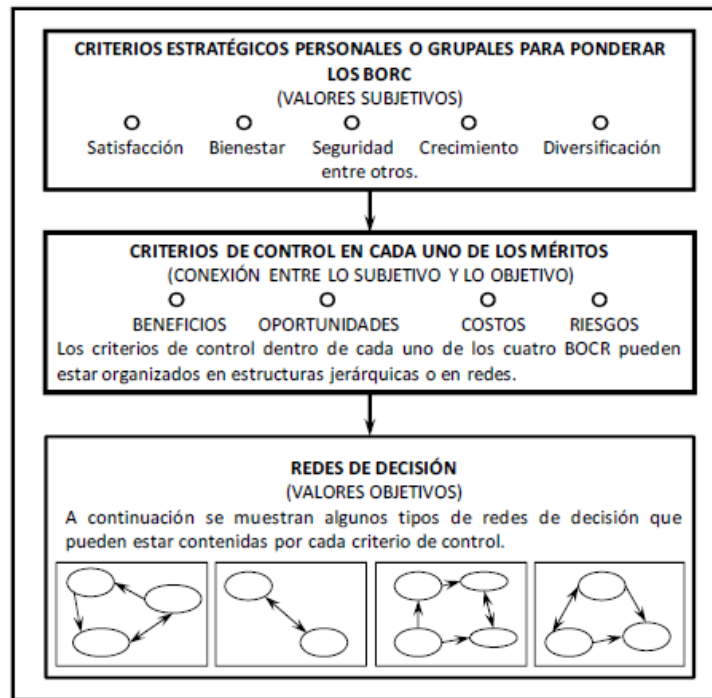 CRITERIOS ESTRATÉGICOS PERSONALES O GRUPALES PARA PONDERAR
LOS BORC
(VALORES SUBJETIVOS)
Satisfacción Bienestar Seguridad Crecimiento Diversificación
entre otros.
CRITERIOS DE CONTROL EN CADA UNO DE LOS MÉRITOS
(CONEXIÓN ENTRE LO SUBJETIVO Y LO OBJETIVO)
BENEFICIOS OPORTUNIDADES COSTOS RIESGOS
Los criterios de control dentro de cada uno de los cuatro BOCR pueden
estar organizados en estructuras jerárquicas o en redes.
REDES DE DECISIÓN
(VALORES OBJETIVOS)
A continuación se muestran algunos tipos de redes de decisión que
pueden estar contenidas por cada criterio de control.